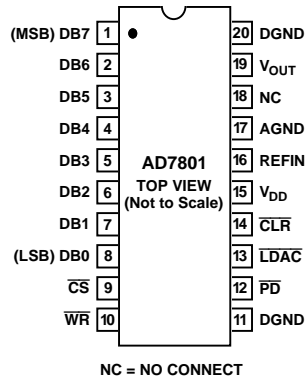 (MSB) DB7 1 20 DGND
DB6 2 19 VOUT
DB5 3 18 NC
DB4 4 17 AGND
DB3 5 AD7801 16 REFIN
DB2 6 TOP VIEW 15 VDD
(Not to Scale)
DB1 7 14 CLR
(LSB) DB0 8 13 LDAC
CS 9 12 PD
WR 10 11 DGND
NC = NO CONNECT